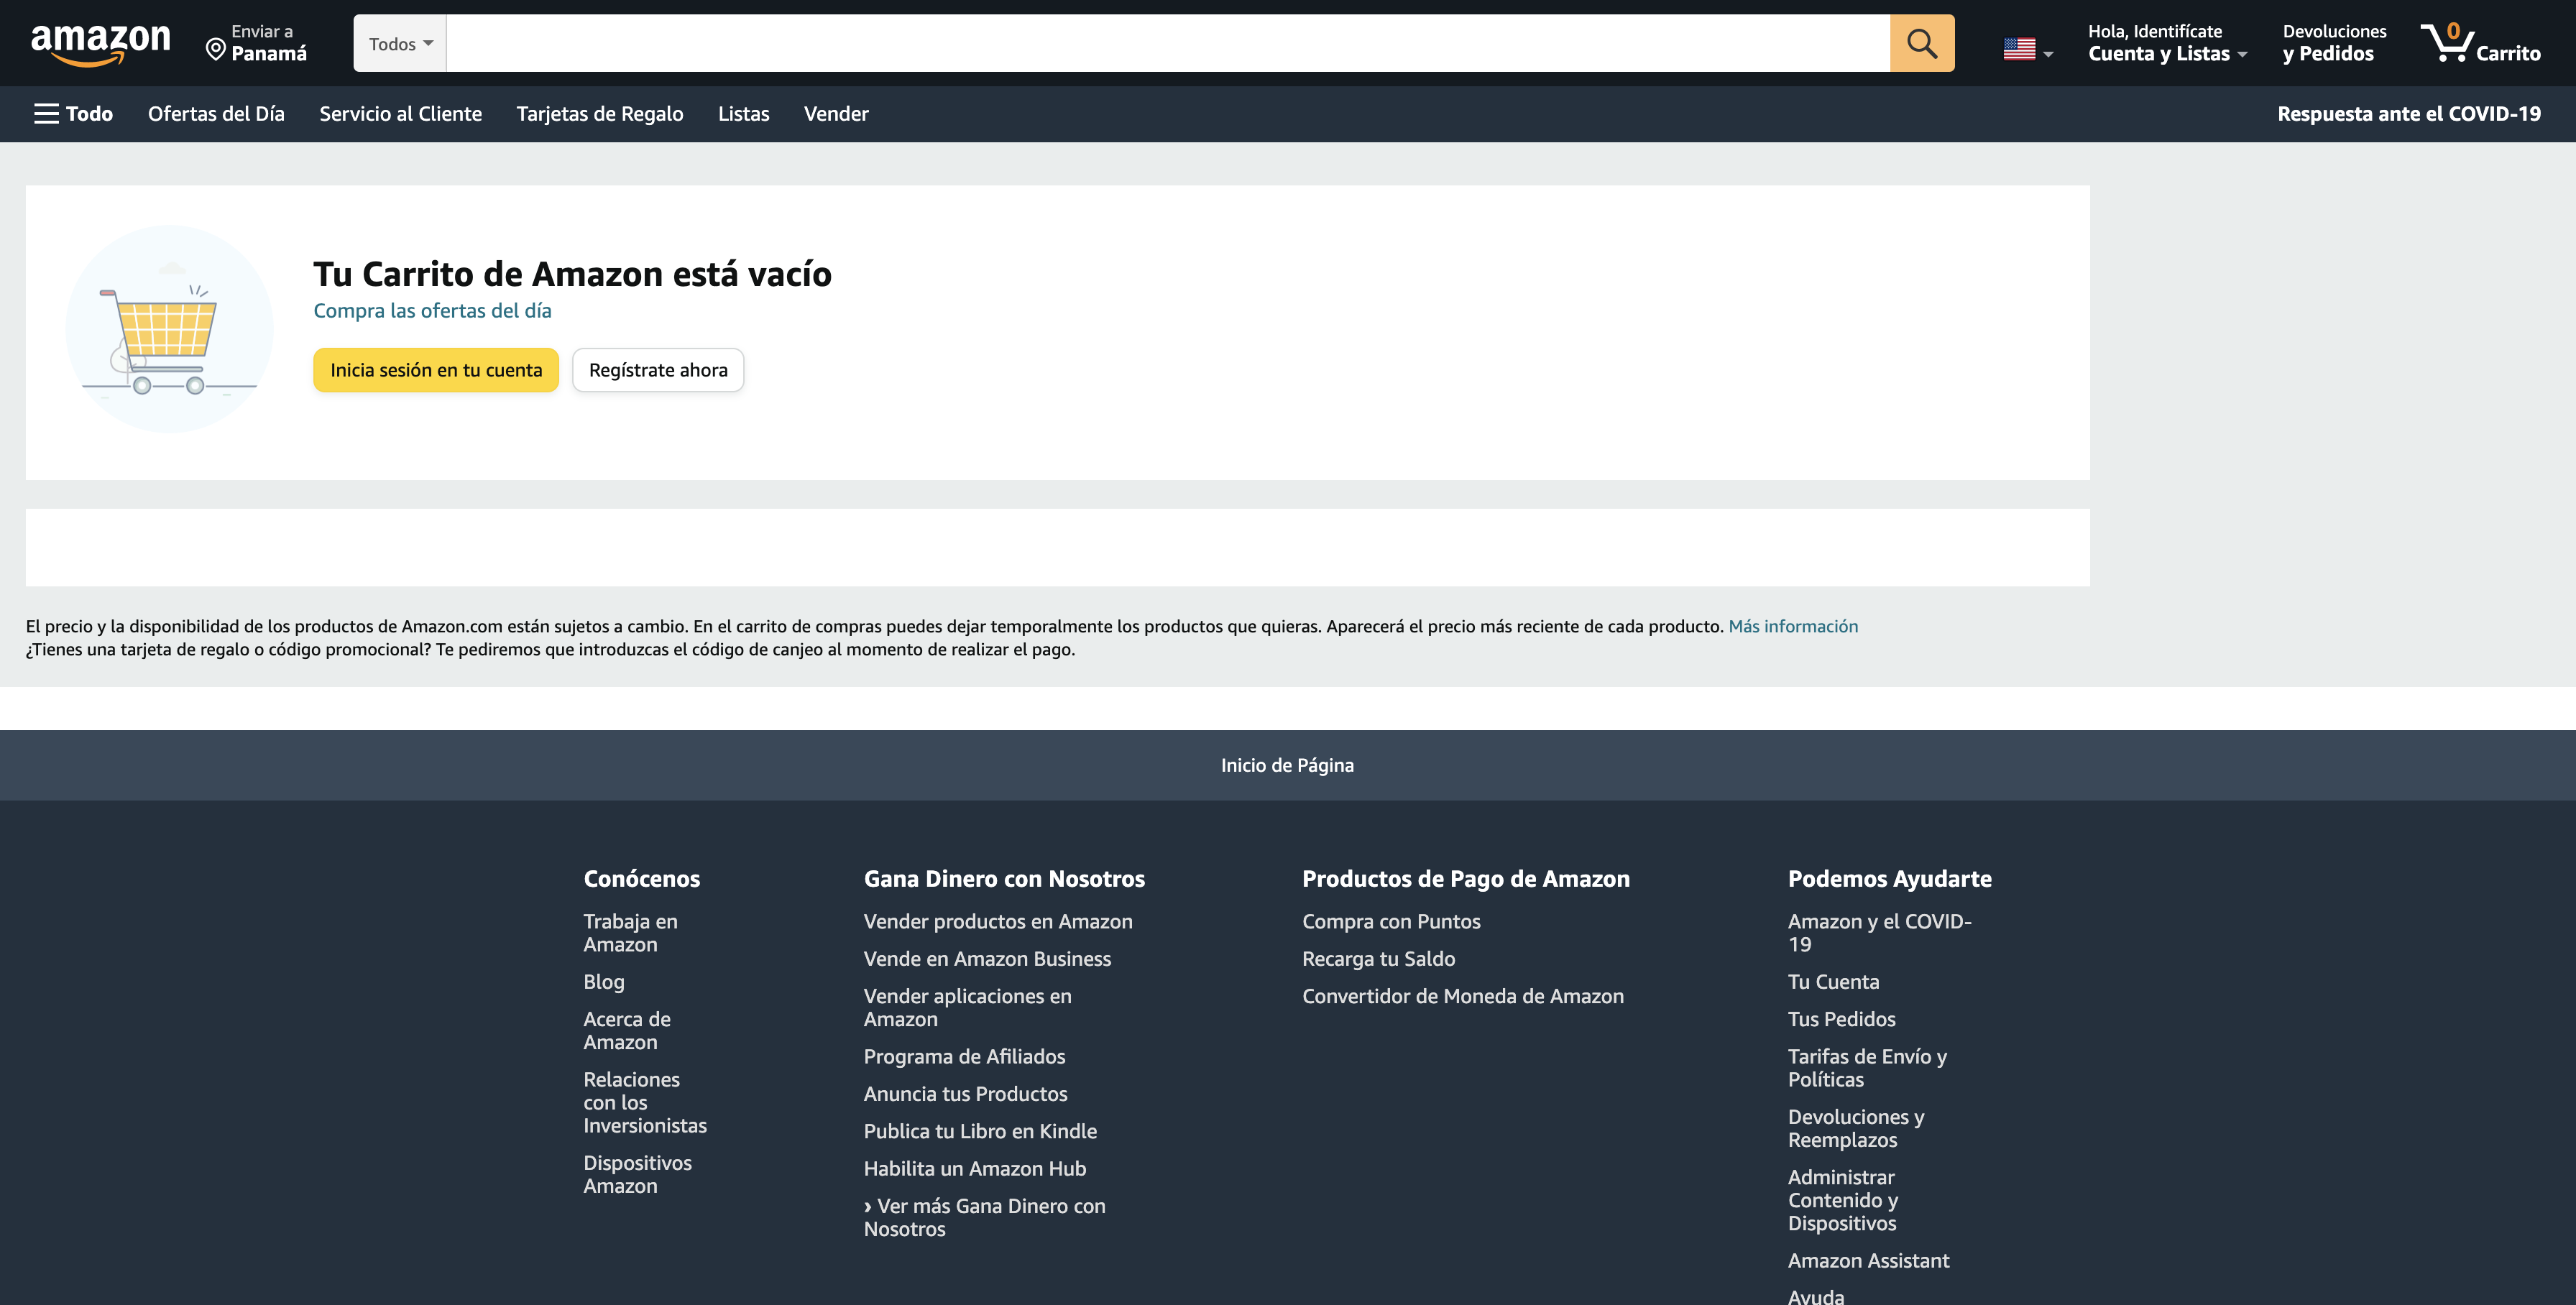 amazon
Enviar a
Panamá
Todos
Hola, Identifícate
Cuenta y Listas
Devoluciones
y Pedidos
0
Carrito
Todo
Ofertas del Día
Servicio al Cliente
Tarjetas de Regalo
Listas
Vender
Respuesta ante el COVID-19
Tu Carrito de Amazon está vacío
Compra las ofertas del día
Inicia sesión en tu cuenta
Regístrate ahora
El precio y la disponibilidad de los productos de Amazon.com están sujetos a cambio. En el carrito de compras puedes dejar temporalmente los productos que quieras. Aparecerá el precio más reciente de cada producto. Más información
¿Tienes una tarjeta de regalo o código promocional? Te pediremos que introduzcas el código de canjeo al momento de realizar el pago.
Inicio de Página
Conócenos
Trabaja en
Amazon
Blog
Acerca de
Amazon
Relaciones
con los
Inversionistas
Dispositivos
Amazon
Gana Dinero con Nosotros
Vender productos en Amazon
Vende en Amazon Business
Vender aplicaciones en
Amazon
Programa de Afiliados
Anuncia tus Productos
Publica tu Libro en Kindle
Habilita un Amazon Hub
› Ver más Gana Dinero con
Nosotros
Productos de Pago de Amazon
Compra con Puntos
Recarga tu Saldo
Convertidor de Moneda de Amazon
Podemos Ayudarte
Amazon y el COVID-
19
Tu Cuenta
Tus Pedidos
Tarifas de Envío y
Políticas
Devoluciones y
Reemplazos
Administrar
Contenido y
Dispositivos
Amazon Assistant
Ayuda